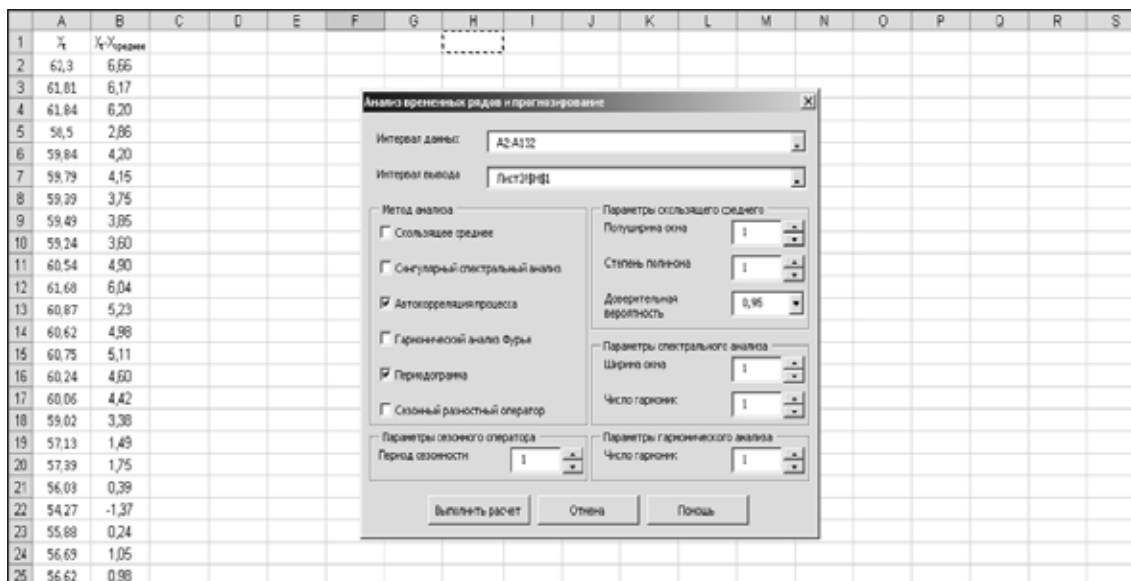 A B C D E F G H I J K L M N O P Q R S
1 Xt Xt-Xсреднее
2 62,3 6,66
3 61,81 6,17
4 61,84 6,20
5 58,5 2,86
6 59,84 4,20
7 59,79 4,15
8 59,39 3,75
9 59,49 3,85
10 59,24 3,60
11 60,54 4,90
12 61,68 6,04
13 60,87 5,23
14 60,62 4,98
15 60,75 5,11
16 60,24 4,60
17 60,06 4,42
18 59,02 3,38
19 57,13 1,49
20 57,39 1,75
21 56,03 0,39
22 54,27 -1,37
23 55,88 0,24
24 56,69 1,05
25 56,62 0,98
Анализ временных рядов и прогнозирование
Интервал данных: A2:A132
Интервал вывода Лист3!$H$1
Метод анализа
Скользящее среднее
Сингулярный спектральный анализ
Автокорреляция процесса
Гармонический анализ Фурье
Периодограмма
Сезонный разностный оператор
Параметры скользящего среднего
Полуширина окна 1
Степень полинома 1
Доверительная
вероятность 0,95
Параметры спектрального анализа
Ширина окна 1
Число гармоник 1
Параметры сезонного оператора
Период сезонности 1
Параметры гармонического анализа
Число гармоник 1
Выполнить расчет Отмена Помощь